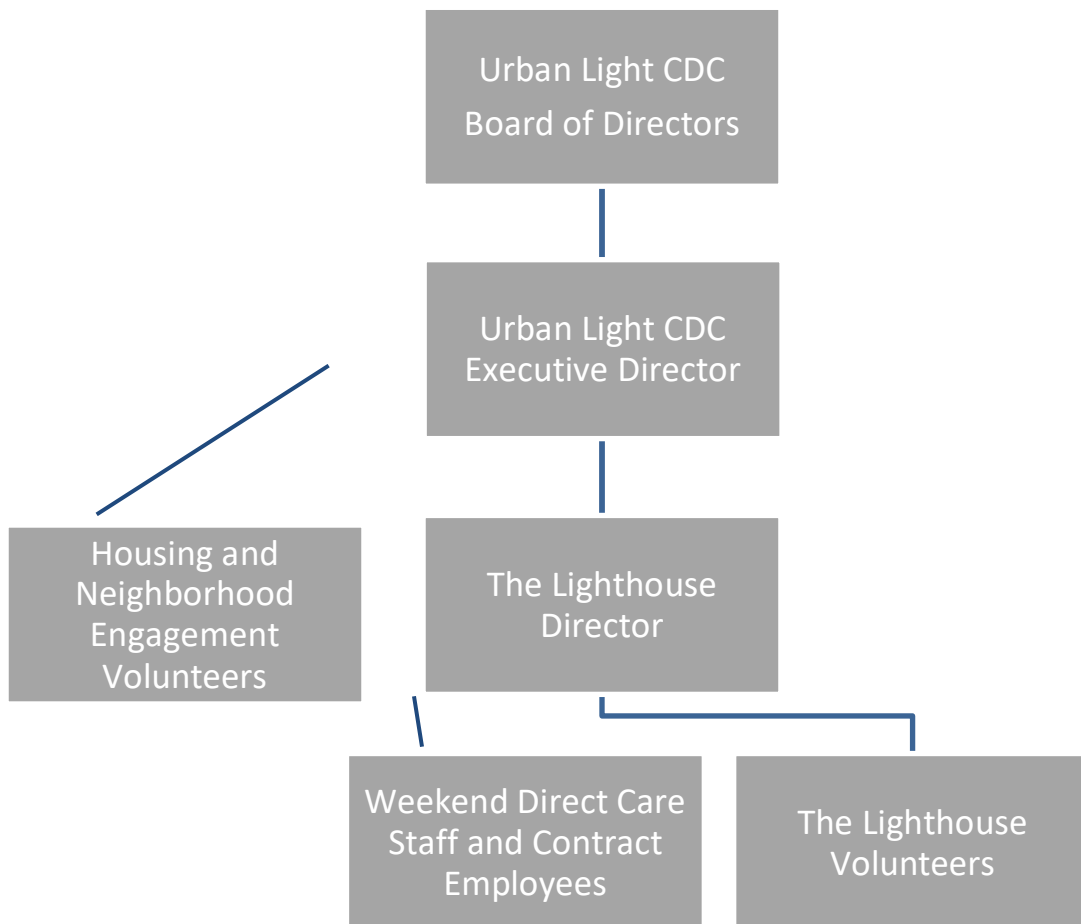 Urban Light CDC
Board of Directors
Urban Light CDC
Executive Director
Housing and
Neighborhood
Engagement
Volunteers
The Lighthouse
Director
Weekend Direct Care
Staff and Contract
Employees
The Lighthouse
Volunteers